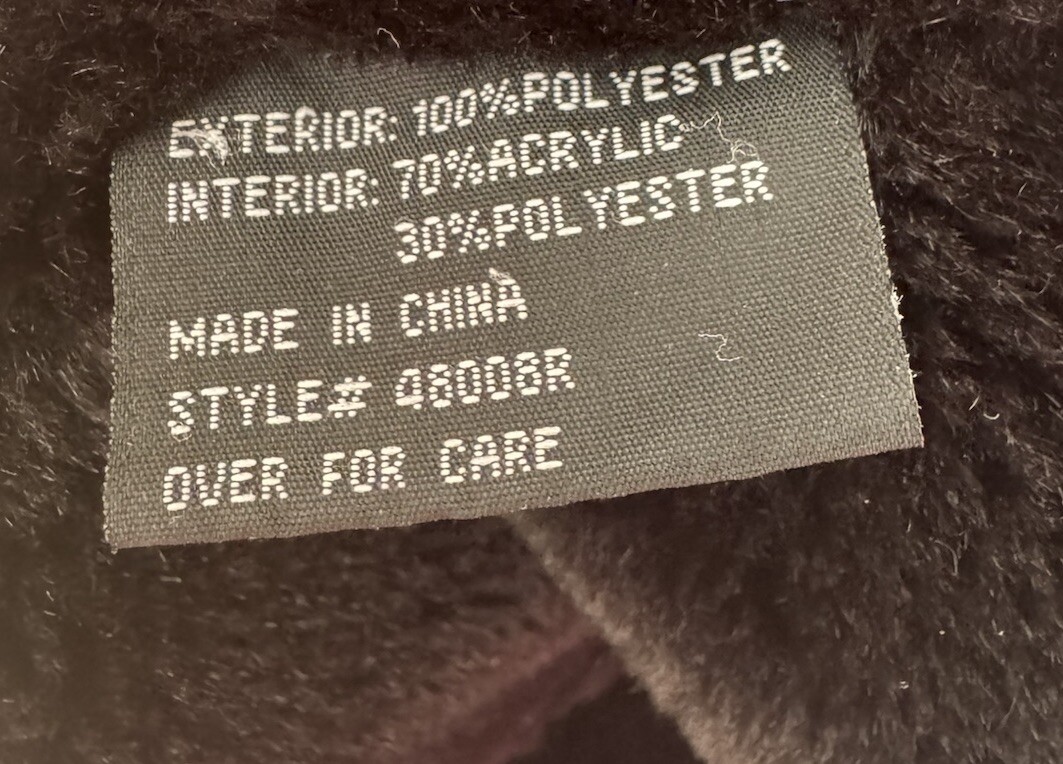 EXTERIOR: 100%POLYESTER
INTERIOR: 70%ACRYLIC
30%POLYESTER
MADE IN CHINA
STYLE# 48008R
OVER FOR CARE